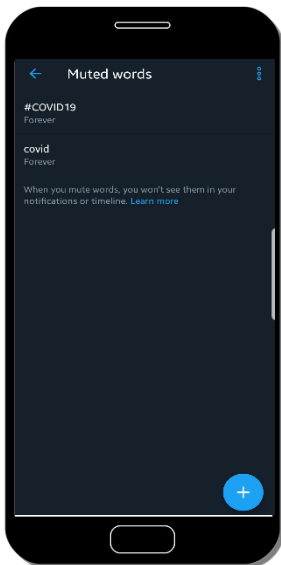 Muted words
#COVID19
Forever
covid
Forever
When you mute words, you won't see them in your
notifications or timeline. Learn more